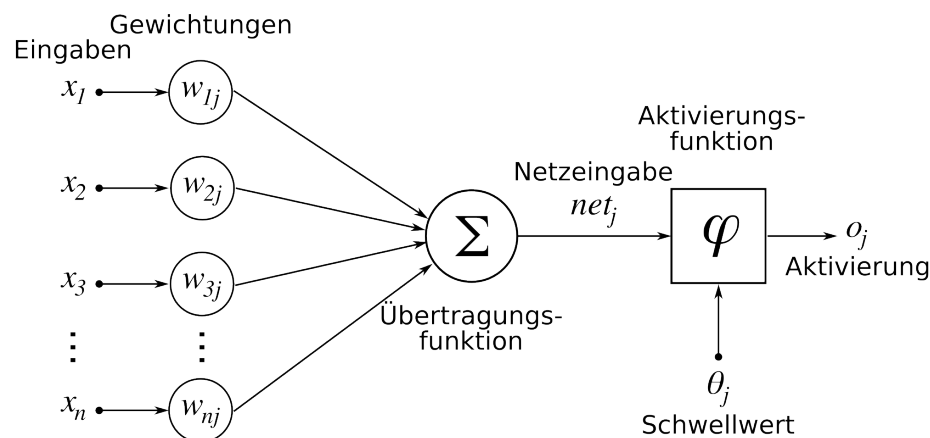 Gewichtungen
Eingaben
x1
w1j
x2
w2j
x3
w3j
⋮ ⋮
xn
wnj
Σ
Übertragungs-
funktion
Netzeingabe
netj
Aktivierungs-
funktion
φ
oj
Aktivierung
θj
Schwellwert